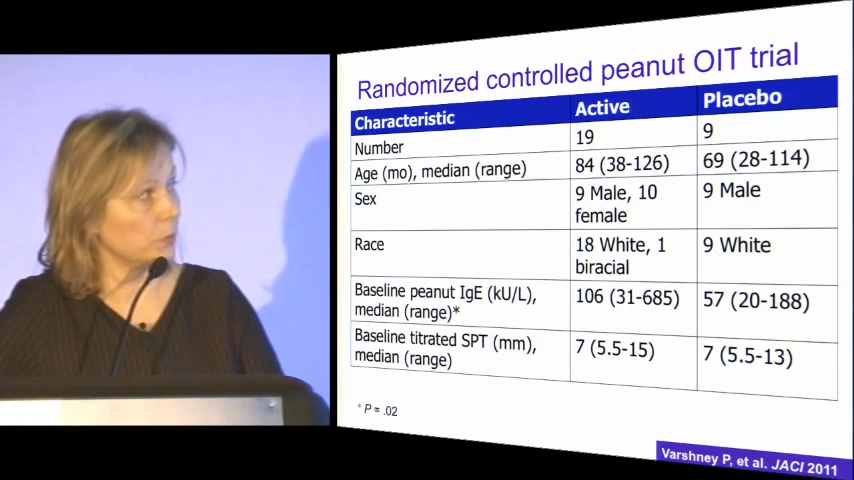 Randomized controlled peanut OIT trial
Characteristic Active Placebo
Number 19 9
Age (mo), median (range) 84 (38-126) 69 (28-114)
Sex 9 Male, 10 female 9 Male
Race 18 White, 1 biracial 9 White
Baseline peanut IgE (kU/L), median (range)* 106 (31-685) 57 (20-188)
Baseline titrated SPT (mm), median (range) 7 (5.5-15) 7 (5.5-13)
* P = .02
Varshney P, et al. JACI 2011